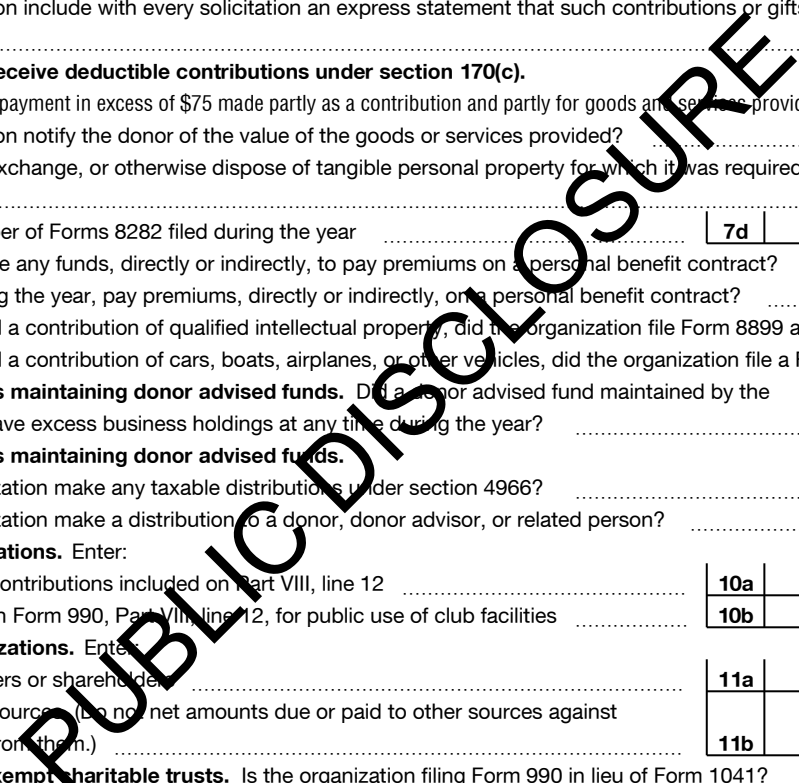 on include with every solicitation an express statement that such contributions or gifts
eceive deductible contributions under section 170(c).
payment in excess of $75 made partly as a contribution and partly for goods and services provid
on notify the donor of the value of the goods or services provided?
xchange, or otherwise dispose of tangible personal property for which it was required
er of Forms 8282 filed during the year 7d
e any funds, directly or indirectly, to pay premiums on a personal benefit contract?
g the year, pay premiums, directly or indirectly, on a personal benefit contract?
d a contribution of qualified intellectual property, did the organization file Form 8899 a
d a contribution of cars, boats, airplanes, or other vehicles, did the organization file a F
s maintaining donor advised funds. Did a donor advised fund maintained by the
ave excess business holdings at any time during the year?
s maintaining donor advised funds.
zation make any taxable distributions under section 4966?
zation make a distribution to a donor, donor advisor, or related person?
ations. Enter:
contributions included on Part VIII, line 12 10a
n Form 990, Part VIII, line 12, for public use of club facilities 10b
zations. Enter:
ers or shareholders 11a
ources. (Do not net amounts due or paid to other sources against
rom them.) 11b
xempt charitable trusts. Is the organization filing Form 990 in lieu of Form 1041?
PUBLIC DISCLOSURE